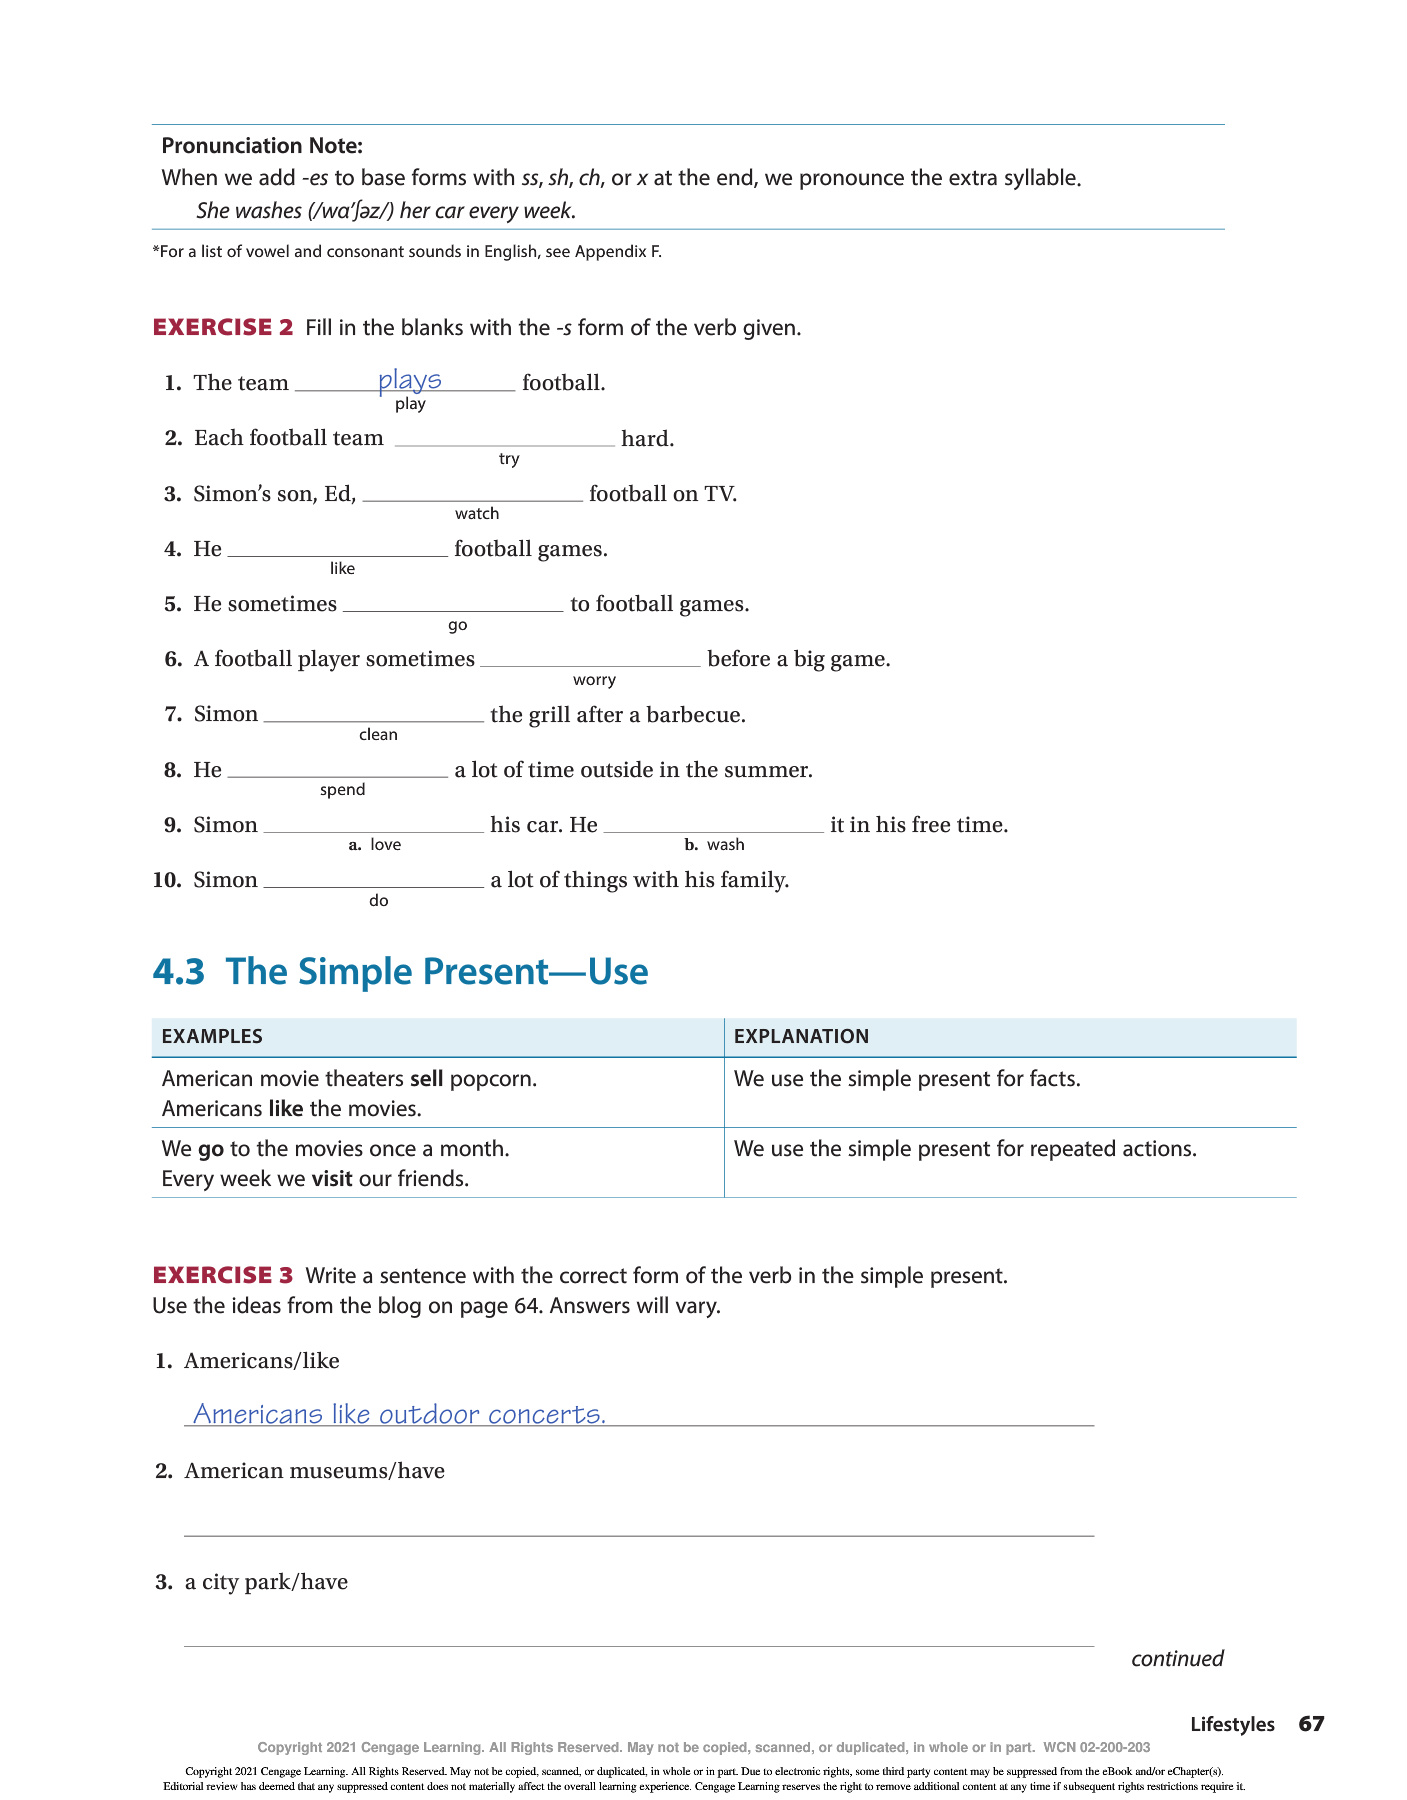 Pronunciation Note:
When we add -es to base forms with ss, sh, ch, or x at the end, we pronounce the extra syllable.
She washes (/wɑ′ʃəz/) her car every week.
*For a list of vowel and consonant sounds in English, see Appendix F.
EXERCISE 2 Fill in the blanks with the -s form of the verb given.
1. The team plays football.
play
2. Each football team ____ hard.
try
3. Simon’s son, Ed, ____ football on TV.
watch
4. He ____ football games.
like
5. He sometimes ____ to football games.
go
6. A football player sometimes ____ before a big game.
worry
7. Simon ____ the grill after a barbecue.
clean
8. He ____ a lot of time outside in the summer.
spend
9. Simon ____ his car. He ____ it in his free time.
a. love b. wash
10. Simon ____ a lot of things with his family.
do
4.3 The Simple Present—Use
EXAMPLES EXPLANATION
American movie theaters sell popcorn. We use the simple present for facts.
Americans like the movies.
We go to the movies once a month. We use the simple present for repeated actions.
Every week we visit our friends.
EXERCISE 3 Write a sentence with the correct form of the verb in the simple present.
Use the ideas from the blog on page 64. Answers will vary.
1. Americans/like
Americans like outdoor concerts.
2. American museums/have
3. a city park/have
continued
Lifestyles 67
Copyright 2021 Cengage Learning. All Rights Reserved. May not be copied, scanned, or duplicated, in whole or in part. WCN 02-200-203
Copyright 2021 Cengage Learning. All Rights Reserved. May not be copied, scanned, or duplicated, in whole or in part. Due to electronic rights, some third party content may be suppressed from the eBook and/or eChapter(s).
Editorial review has deemed that any suppressed content does not materially affect the overall learning experience. Cengage Learning reserves the right to remove additional content at any time if subsequent rights restrictions require it.